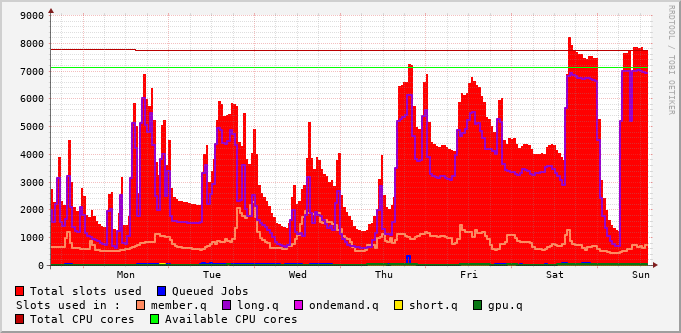 9000
8000
7000
6000
5000
4000
3000
2000
1000
0
Mon Tue Wed Thu Fri Sat Sun
RRDTOOL / TOBI OETIKER
Total slots used Queued Jobs
Slots used in : member.q long.q ondemand.q short.q gpu.q
Total CPU cores Available CPU cores